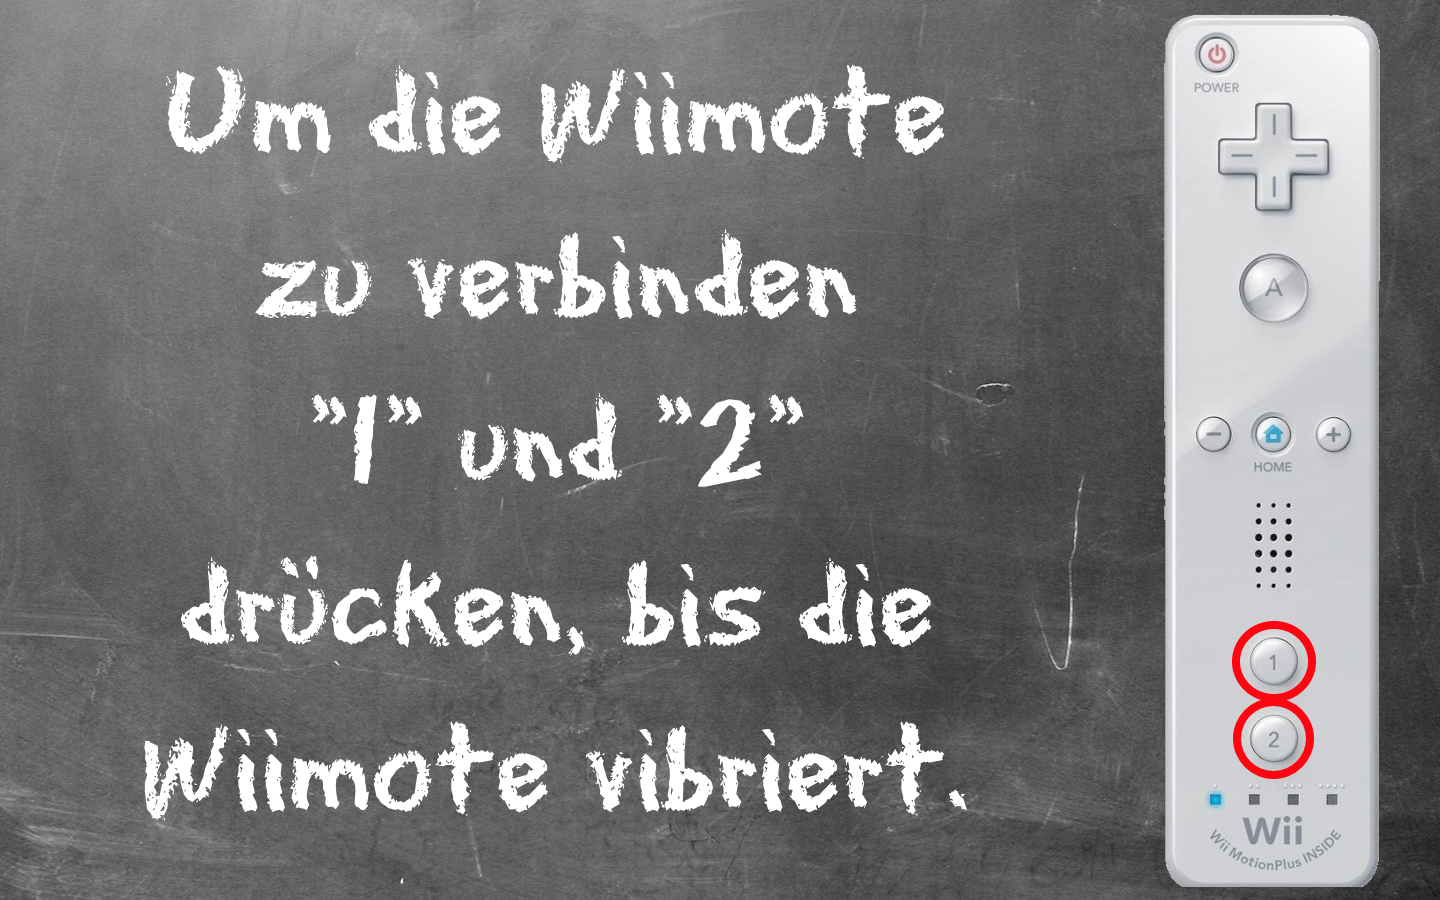 Um die Wiimote
zu verbinden
"1" und "2"
drücken, bis die
Wiimote vibriert.
POWER
A
HOME
1
2
Wii
Wii MotionPlus INSIDE